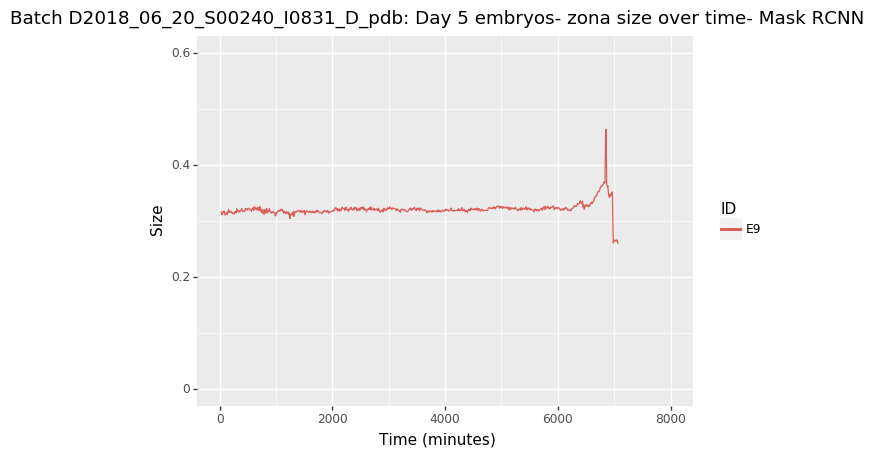 Batch D2018_06_20_S00240_I0831_D_pdb: Day 5 embryos- zona size over time- Mask RCNN
0.6
0.4
0.2
0
Size
0
2000
4000
6000
8000
Time (minutes)
ID
E9